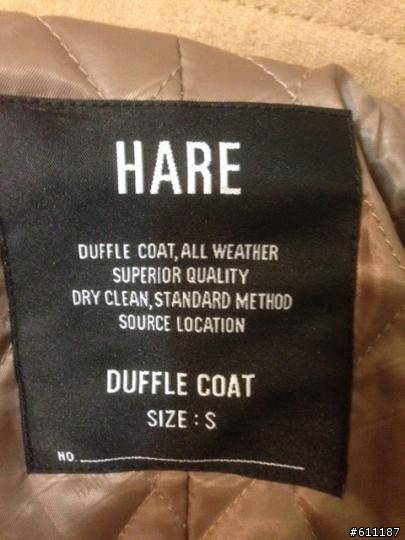 HARE
DUFFLE COAT, ALL WEATHER
SUPERIOR QUALITY
DRY CLEAN, STANDARD METHOD
SOURCE LOCATION
DUFFLE COAT
SIZE : S
NO.
#611187